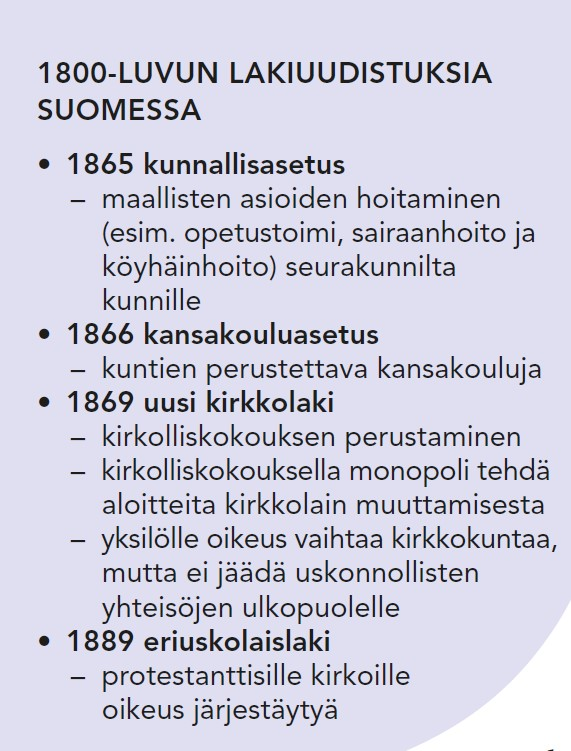 1800-LUVUN LAKIUUDISTUKSIA
SUOMESSA
• 1865 kunnallisasetus
– maallisten asioiden hoitaminen
(esim. opetustoimi, sairaanhoito ja
köyhäinhoito) seurakunnilta
kunnille
• 1866 kansakouluasetus
– kuntien perustettava kansakouluja
• 1869 uusi kirkkolaki
– kirkolliskokouksen perustaminen
– kirkolliskokouksella monopoli tehdä
aloitteita kirkkolain muuttamisesta
– yksilölle oikeus vaihtaa kirkkokuntaa,
mutta ei jäädä uskonnollisten
yhteisöjen ulkopuolelle
• 1889 eriuskolaislaki
– protestanttisille kirkoille
oikeus järjestäytyä